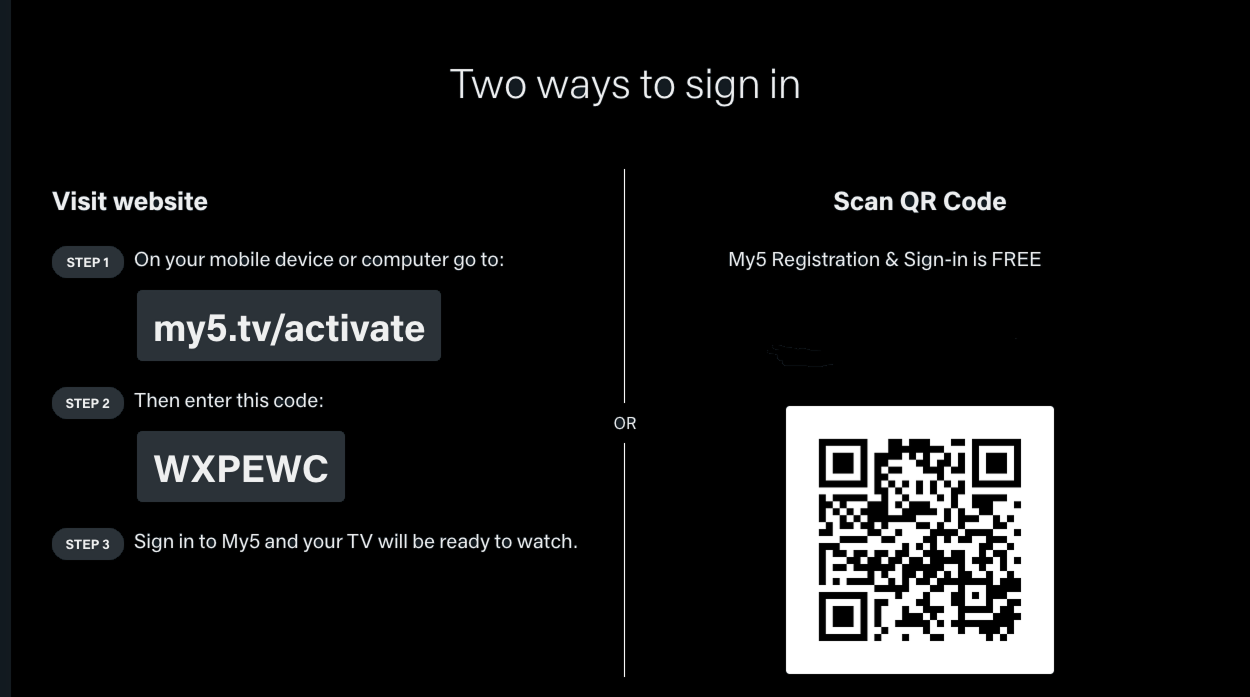 Two ways to sign in
Visit website
STEP 1 On your mobile device or computer go to:
my5.tv/activate
STEP 2 Then enter this code:
WXPEWC
STEP 3 Sign in to My5 and your TV will be ready to watch.
OR
Scan QR Code
My5 Registration & Sign-in is FREE